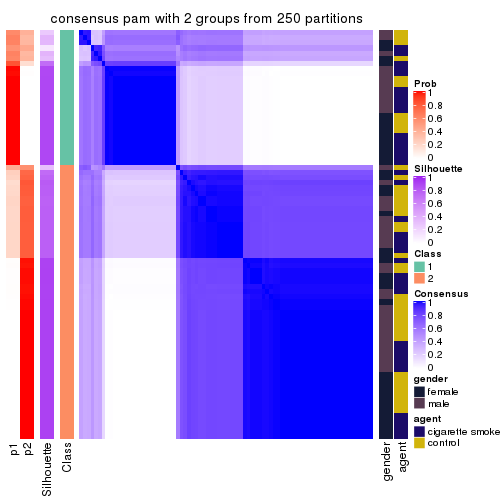 consensus pam with 2 groups from 250 partitions
Prob
1
0.8
0.6
0.4
0.2
0
Silhouette
1
0.8
0.6
0.4
0.2
0
Class
1
2
Consensus
1
0.8
0.6
0.4
0.2
0
gender
female
male
agent
cigarette smoke
control
p1
p2
Silhouette
Class
gender
agent